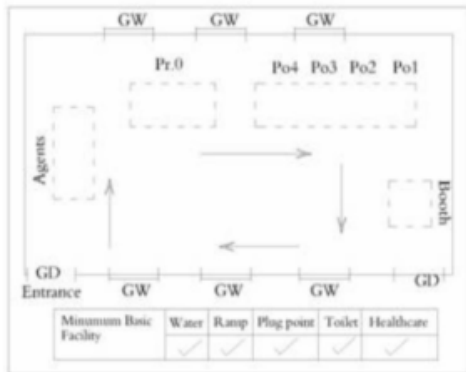 GW GW GW
Pr.0 Po4 Po3 Po2 Po1
Agents
Booth
GD GD
Entrance GW GW GW
Minumum Basic Facility Water Ramp Plug point Toilet Healthcare